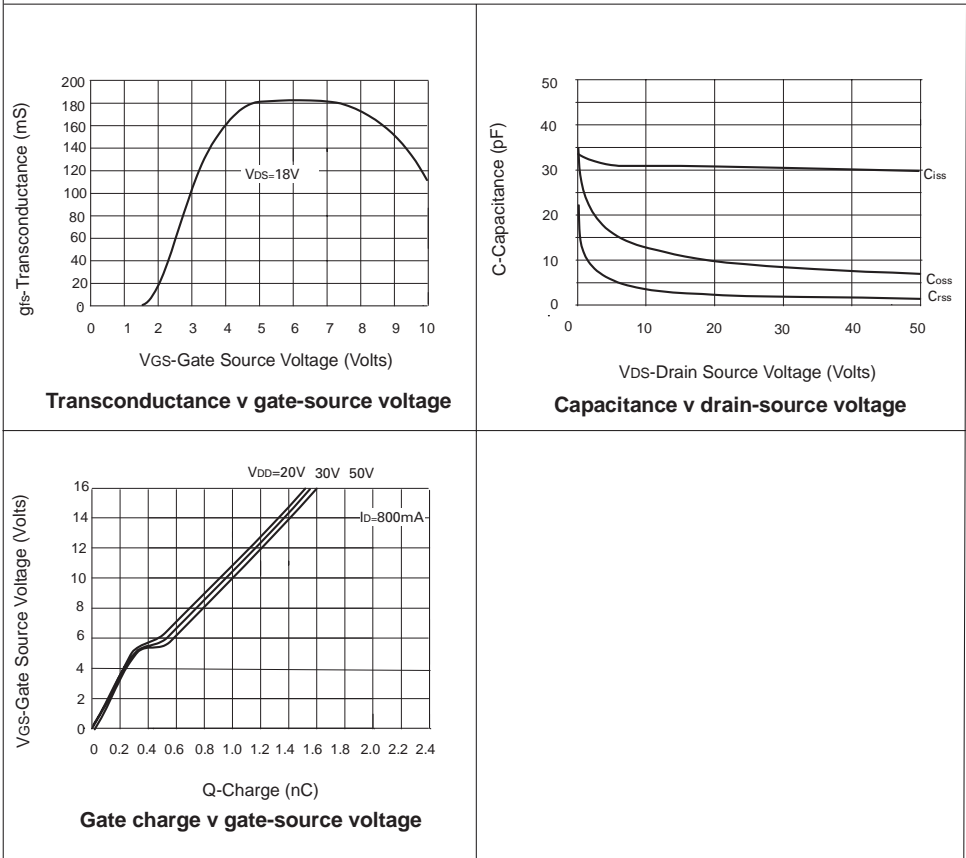 gfs-Transconductance (mS)
200
180
160
140
120
100
80
60
40
20
0
VDS=18V
0 1 2 3 4 5 6 7 8 9 10
VGS-Gate Source Voltage (Volts)
Transconductance v gate-source voltage
C-Capacitance (pF)
50
40
30
20
10
0
Ciss
Coss
Crss
0 10 20 30 40 50
VDS-Drain Source Voltage (Volts)
Capacitance v drain-source voltage
VGS-Gate Source Voltage (Volts)
VDD=20V 30V 50V
16
14
12
10
8
6
4
2
0
ID=800mA
0 0.2 0.4 0.6 0.8 1.0 1.2 1.4 1.6 1.8 2.0 2.2 2.4
Q-Charge (nC)
Gate charge v gate-source voltage